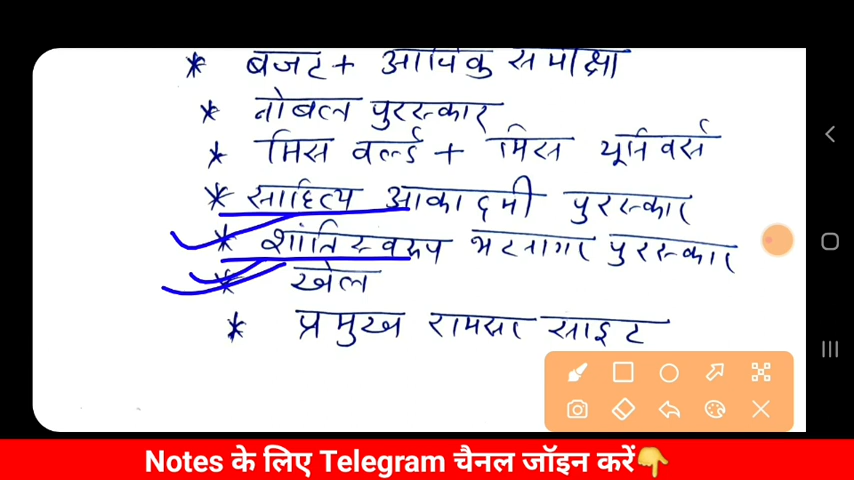 * बजट + आर्थिक समीक्षा
* नोबल पुरस्कार
* मिस वर्ल्ड + मिस यूनिवर्स
* साहित्य आकादमी पुरस्कार
* शांति स्वरूप भटनागर पुरस्कार
* खेल
* प्रमुख रामसर साइट
Notes के लिए Telegram चैनल जॉइन करें👇